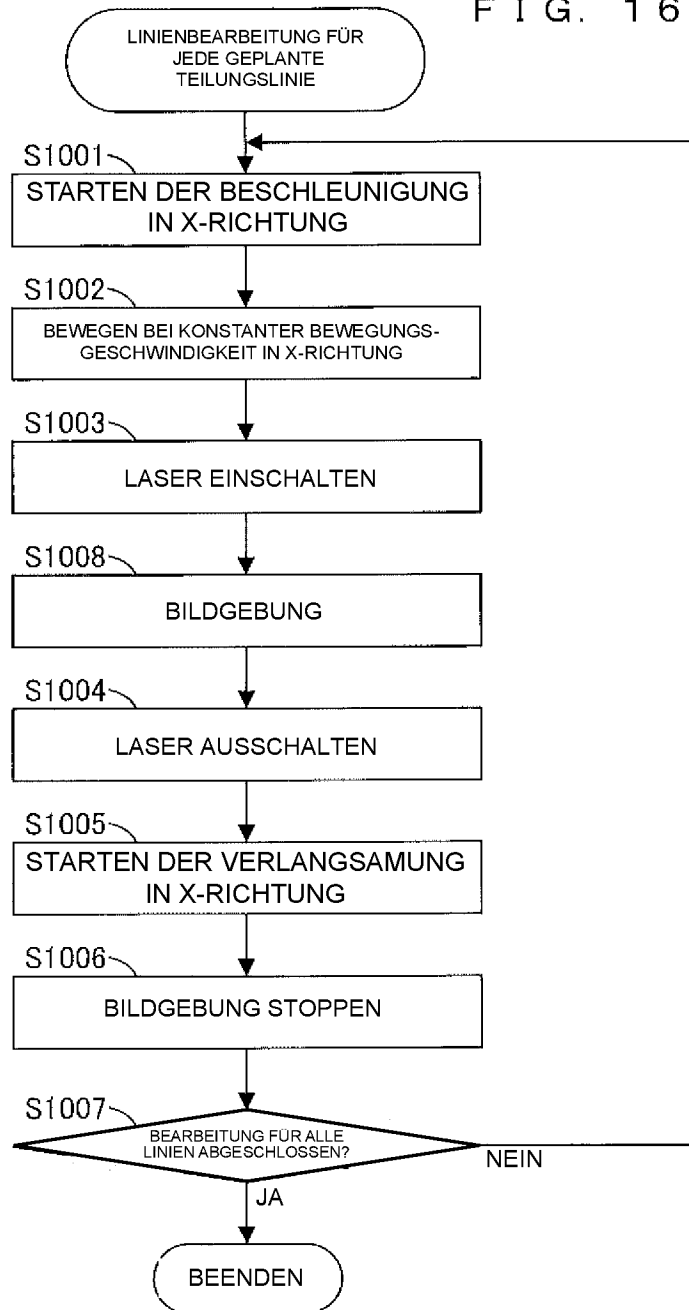 FIG. 16
LINIENBEARBEITUNG FÜR
JEDE GEPLANTE
TEILUNGSLINIE
S1001
STARTEN DER BESCHLEUNIGUNG
IN X-RICHTUNG
S1002
BEWEGEN BEI KONSTANTER BEWEGUNGS-
GESCHWINDIGKEIT IN X-RICHTUNG
S1003
LASER EINSCHALTEN
S1008
BILDGEBUNG
S1004
LASER AUSSCHALTEN
S1005
STARTEN DER VERLANGSAMUNG
IN X-RICHTUNG
S1006
BILDGEBUNG STOPPEN
S1007
BEARBEITUNG FÜR ALLE
LINIEN ABGESCHLOSSEN?
NEIN
JA
BEENDEN